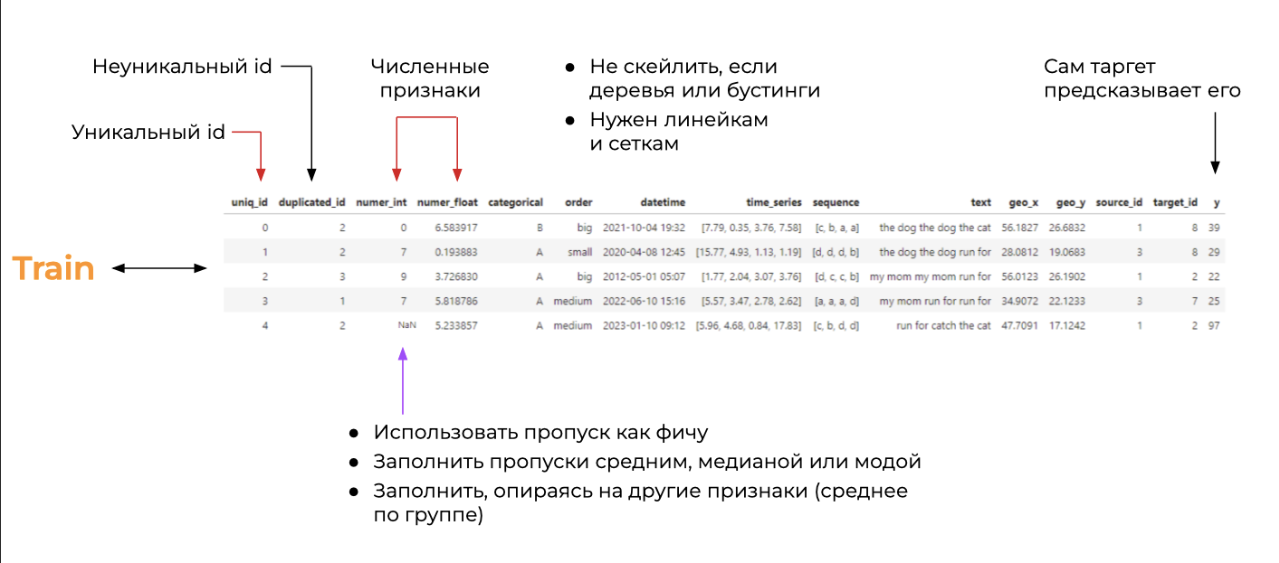 Неуникальный id
Численные
признаки
● Не скейлить, если
деревья или бустинги
● Нужен линейкам
и сеткам
Сам таргет
предсказывает его
Уникальный id
Train
uniq_id duplicated_id numer_int numer_float categorical order datetime time_series sequence text geo_x geo_y source_id target_id y
0 2 0 6.583917 B big 2021-10-04 19:32 [7.79, 0.35, 3.76, 7.58] [c, b, a, a] the dog the dog the cat 56.1827 26.6832 1 8 39
1 2 7 0.193883 A small 2020-04-08 12:45 [15.77, 4.93, 1.13, 1.19] [d, d, d, b] the dog the dog run for 28.0812 19.0683 3 8 29
2 3 9 3.726830 A big 2012-05-01 05:07 [1.77, 2.04, 3.07, 3.76] [d, c, c, b] my mom my mom run for 56.0123 26.1902 1 2 22
3 1 7 5.818786 A medium 2022-06-10 15:16 [5.57, 3.47, 2.78, 2.62] [a, a, a, d] my mom run for run for 34.9072 22.1233 3 7 25
4 2 NaN 5.233857 A medium 2023-01-10 09:12 [5.96, 4.68, 0.84, 17.83] [c, b, d, d] run for catch the cat 47.7091 17.1242 1 2 97
● Использовать пропуск как фичу
● Заполнить пропуски средним, медианой или модой
● Заполнить, опираясь на другие признаки (среднее
по группе)